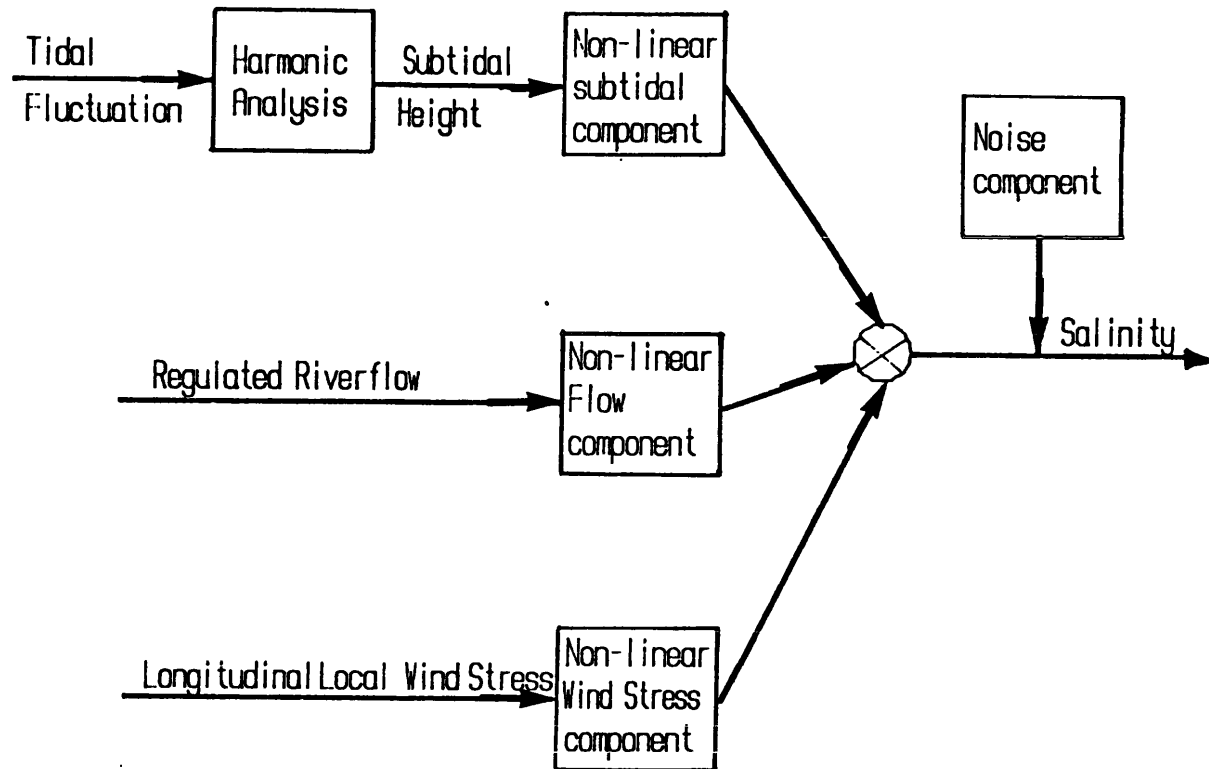 Tidal
Fluctuation
Harmonic
Analysis
Subtidal
Height
Non-linear
subtidal
component
Noise
component
Salinity
Regulated Riverflow
Non-linear
Flow
component
Longitudinal Local Wind Stress
Non-linear
Wind Stress
component